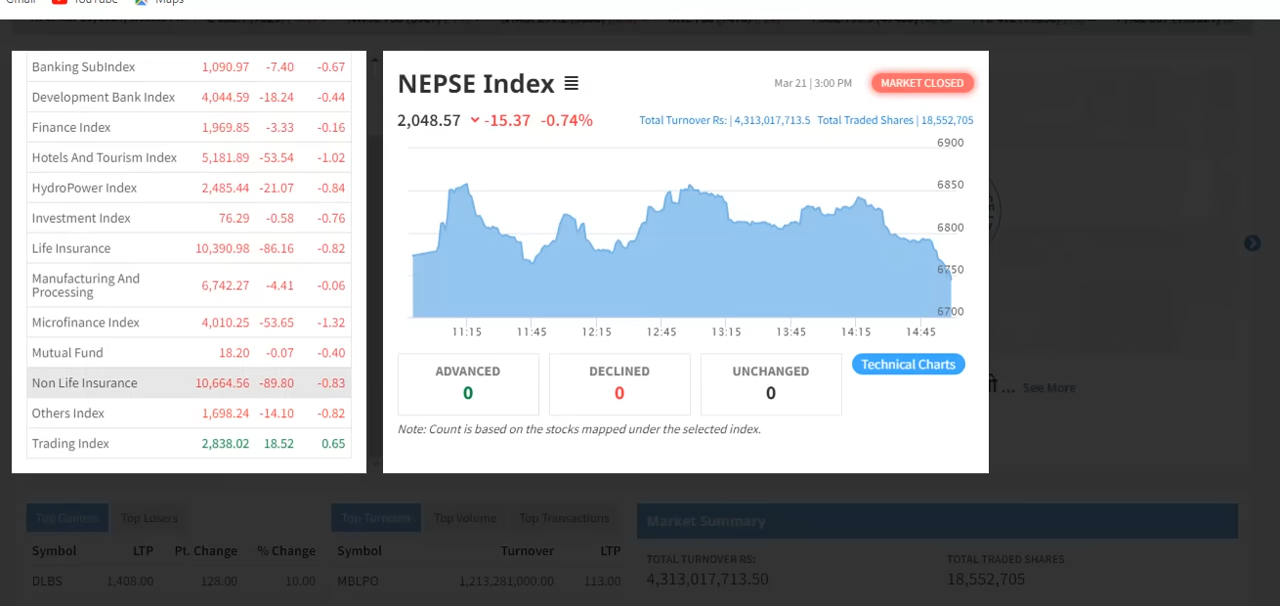 Gmail YouTube Maps
Banking SubIndex 1,090.97 -7.40 -0.67
Development Bank Index 4,044.59 -18.24 -0.44
Finance Index 1,969.85 -3.33 -0.16
Hotels And Tourism Index 5,181.89 -53.54 -1.02
HydroPower Index 2,485.44 -21.07 -0.84
Investment Index 76.29 -0.58 -0.76
Life Insurance 10,390.98 -86.16 -0.82
Manufacturing And
Processing 6,742.27 -4.41 -0.06
Microfinance Index 4,010.25 -53.65 -1.32
Mutual Fund 18.20 -0.07 -0.40
Non Life Insurance 10,664.56 -89.80 -0.83
Others Index 1,698.24 -14.10 -0.82
Trading Index 2,838.02 18.52 0.65
NEPSE Index
Mar 21 | 3:00 PM MARKET CLOSED
2,048.57 -15.37 -0.74%
Total Turnover Rs: | 4,313,017,713.5 Total Traded Shares | 18,552,705
6900
6850
6800
6750
6700
11:15 11:45 12:15 12:45 13:15 13:45 14:15 14:45
ADVANCED DECLINED UNCHANGED Technical Charts
0 0 0
Note: Count is based on the stocks mapped under the selected index.
... See More
Top Gainers Top Losers Top Turnover Top Volume Top Transactions Market Summary
Symbol LTP Pt. Change % Change Symbol Turnover LTP
TOTAL TURNOVER RS: TOTAL TRADED SHARES
DLBS 1,408.00 128.00 10.00 MBLPO 1,213,281,000.00 113.00
4,313,017,713.50 18,552,705